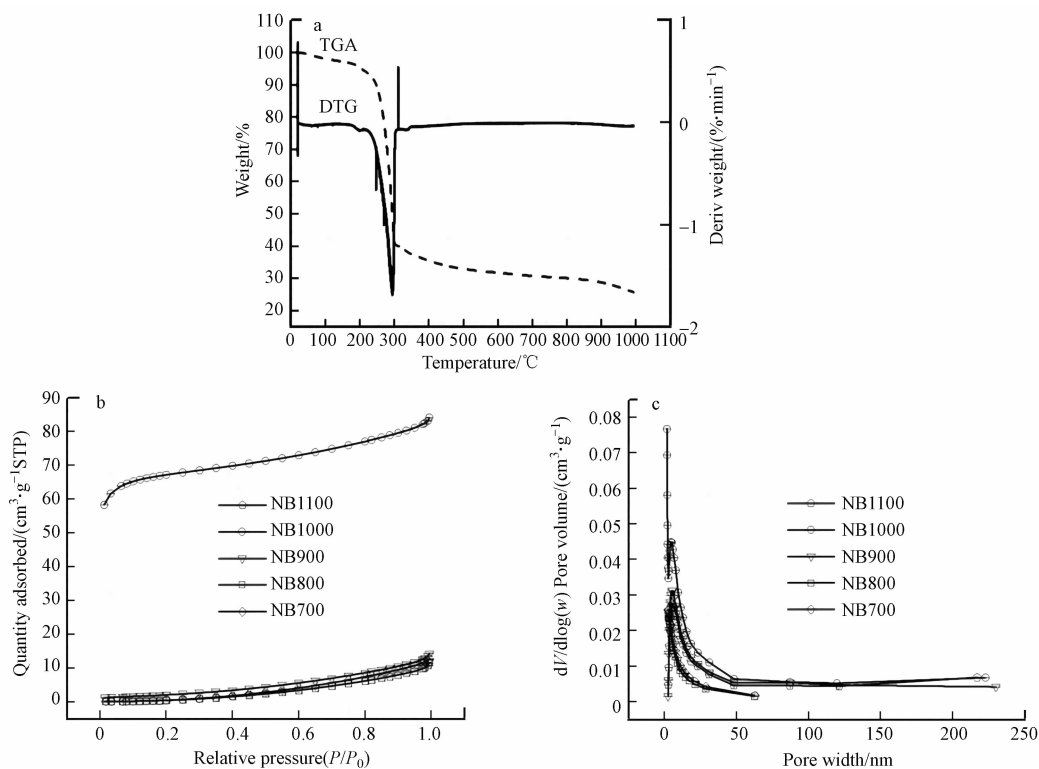 a
110
100
90
80
70
60
50
40
30
20
Weight/%
TGA
DTG
1
0
−1
−2
Deriv weight/(%·min⁻¹)
0 100 200 300 400 500 600 700 800 900 1000 1100
Temperature/℃
b
90
80
70
60
50
40
30
20
10
0
Quantity adsorbed/(cm³·g⁻¹STP)
NB1100
NB1000
NB900
NB800
NB700
0 0.2 0.4 0.6 0.8 1.0
Relative pressure(P/P₀)
c
0.08
0.07
0.06
0.05
0.04
0.03
0.02
0.01
0
dV/dlog(w) Pore volume/(cm³·g⁻¹)
NB1100
NB1000
NB900
NB800
NB700
0 50 100 150 200 250
Pore width/nm